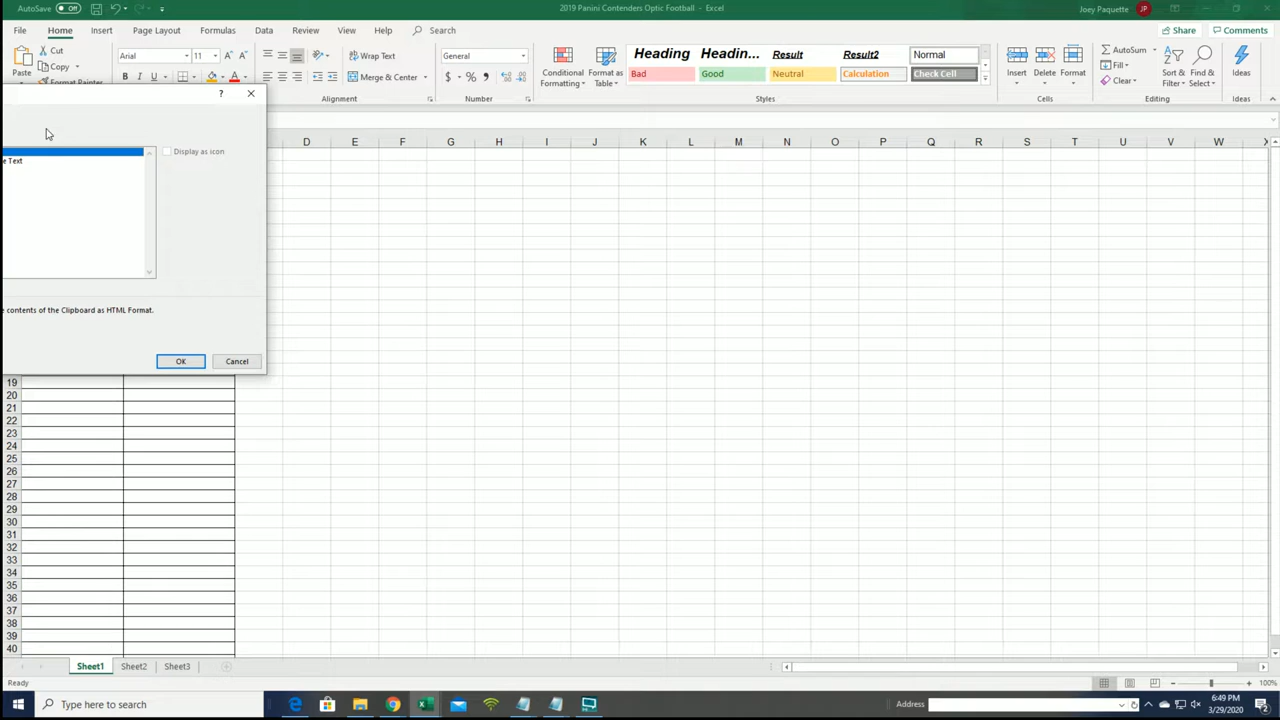 AutoSave Off 2019 Panini Contenders Optic Football - Excel Joey Paquette JP
File Home Insert Page Layout Formulas Data Review View Help Search Share Comments
Paste Cut Copy Format Painter
Arial 11
B I U
Wrap Text
Merge & Center
Alignment
General
$ % ,
Number
Conditional Formatting
Format as Table
Heading Headin... Result Result2 Normal
Bad Good Neutral Calculation Check Cell
Styles
Insert Delete Format
Cells
AutoSum
Fill
Clear
Sort & Filter
Find & Select
Editing
Ideas
Ideas
?
D E F G H I J K L M N O P Q R S T U V W X
Display as icon
e Text
e contents of the Clipboard as HTML Format.
OK Cancel
19
20
21
22
23
24
25
26
27
28
29
30
31
32
33
34
35
36
37
38
39
40
Sheet1 Sheet2 Sheet3
Ready 100%
Type here to search Address 6:49 PM
3/29/2020 2